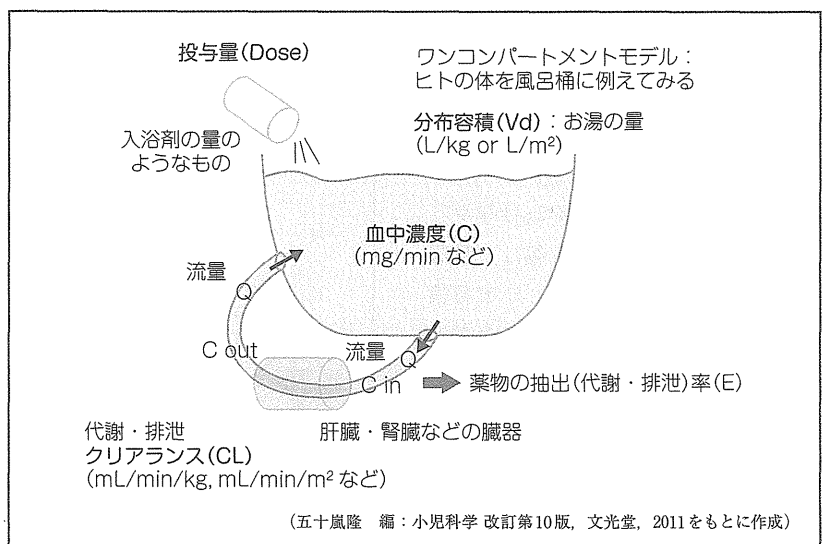 投与量(Dose)
ワンコンパートメントモデル：
ヒトの体を風呂桶に例えてみる
分布容積(Vd)：お湯の量
(L/kg or L/m²)
入浴剤の量の
ようなもの
血中濃度(C)
(mg/min など)
流量
Q
C out
流量
Q
C in
薬物の抽出(代謝・排泄)率(E)
代謝・排泄
肝臓・腎臓などの臓器
クリアランス(CL)
(mL/min/kg, mL/min/m² など)
(五十嵐隆 編：小児科学 改訂第10版，文光堂，2011をもとに作成)